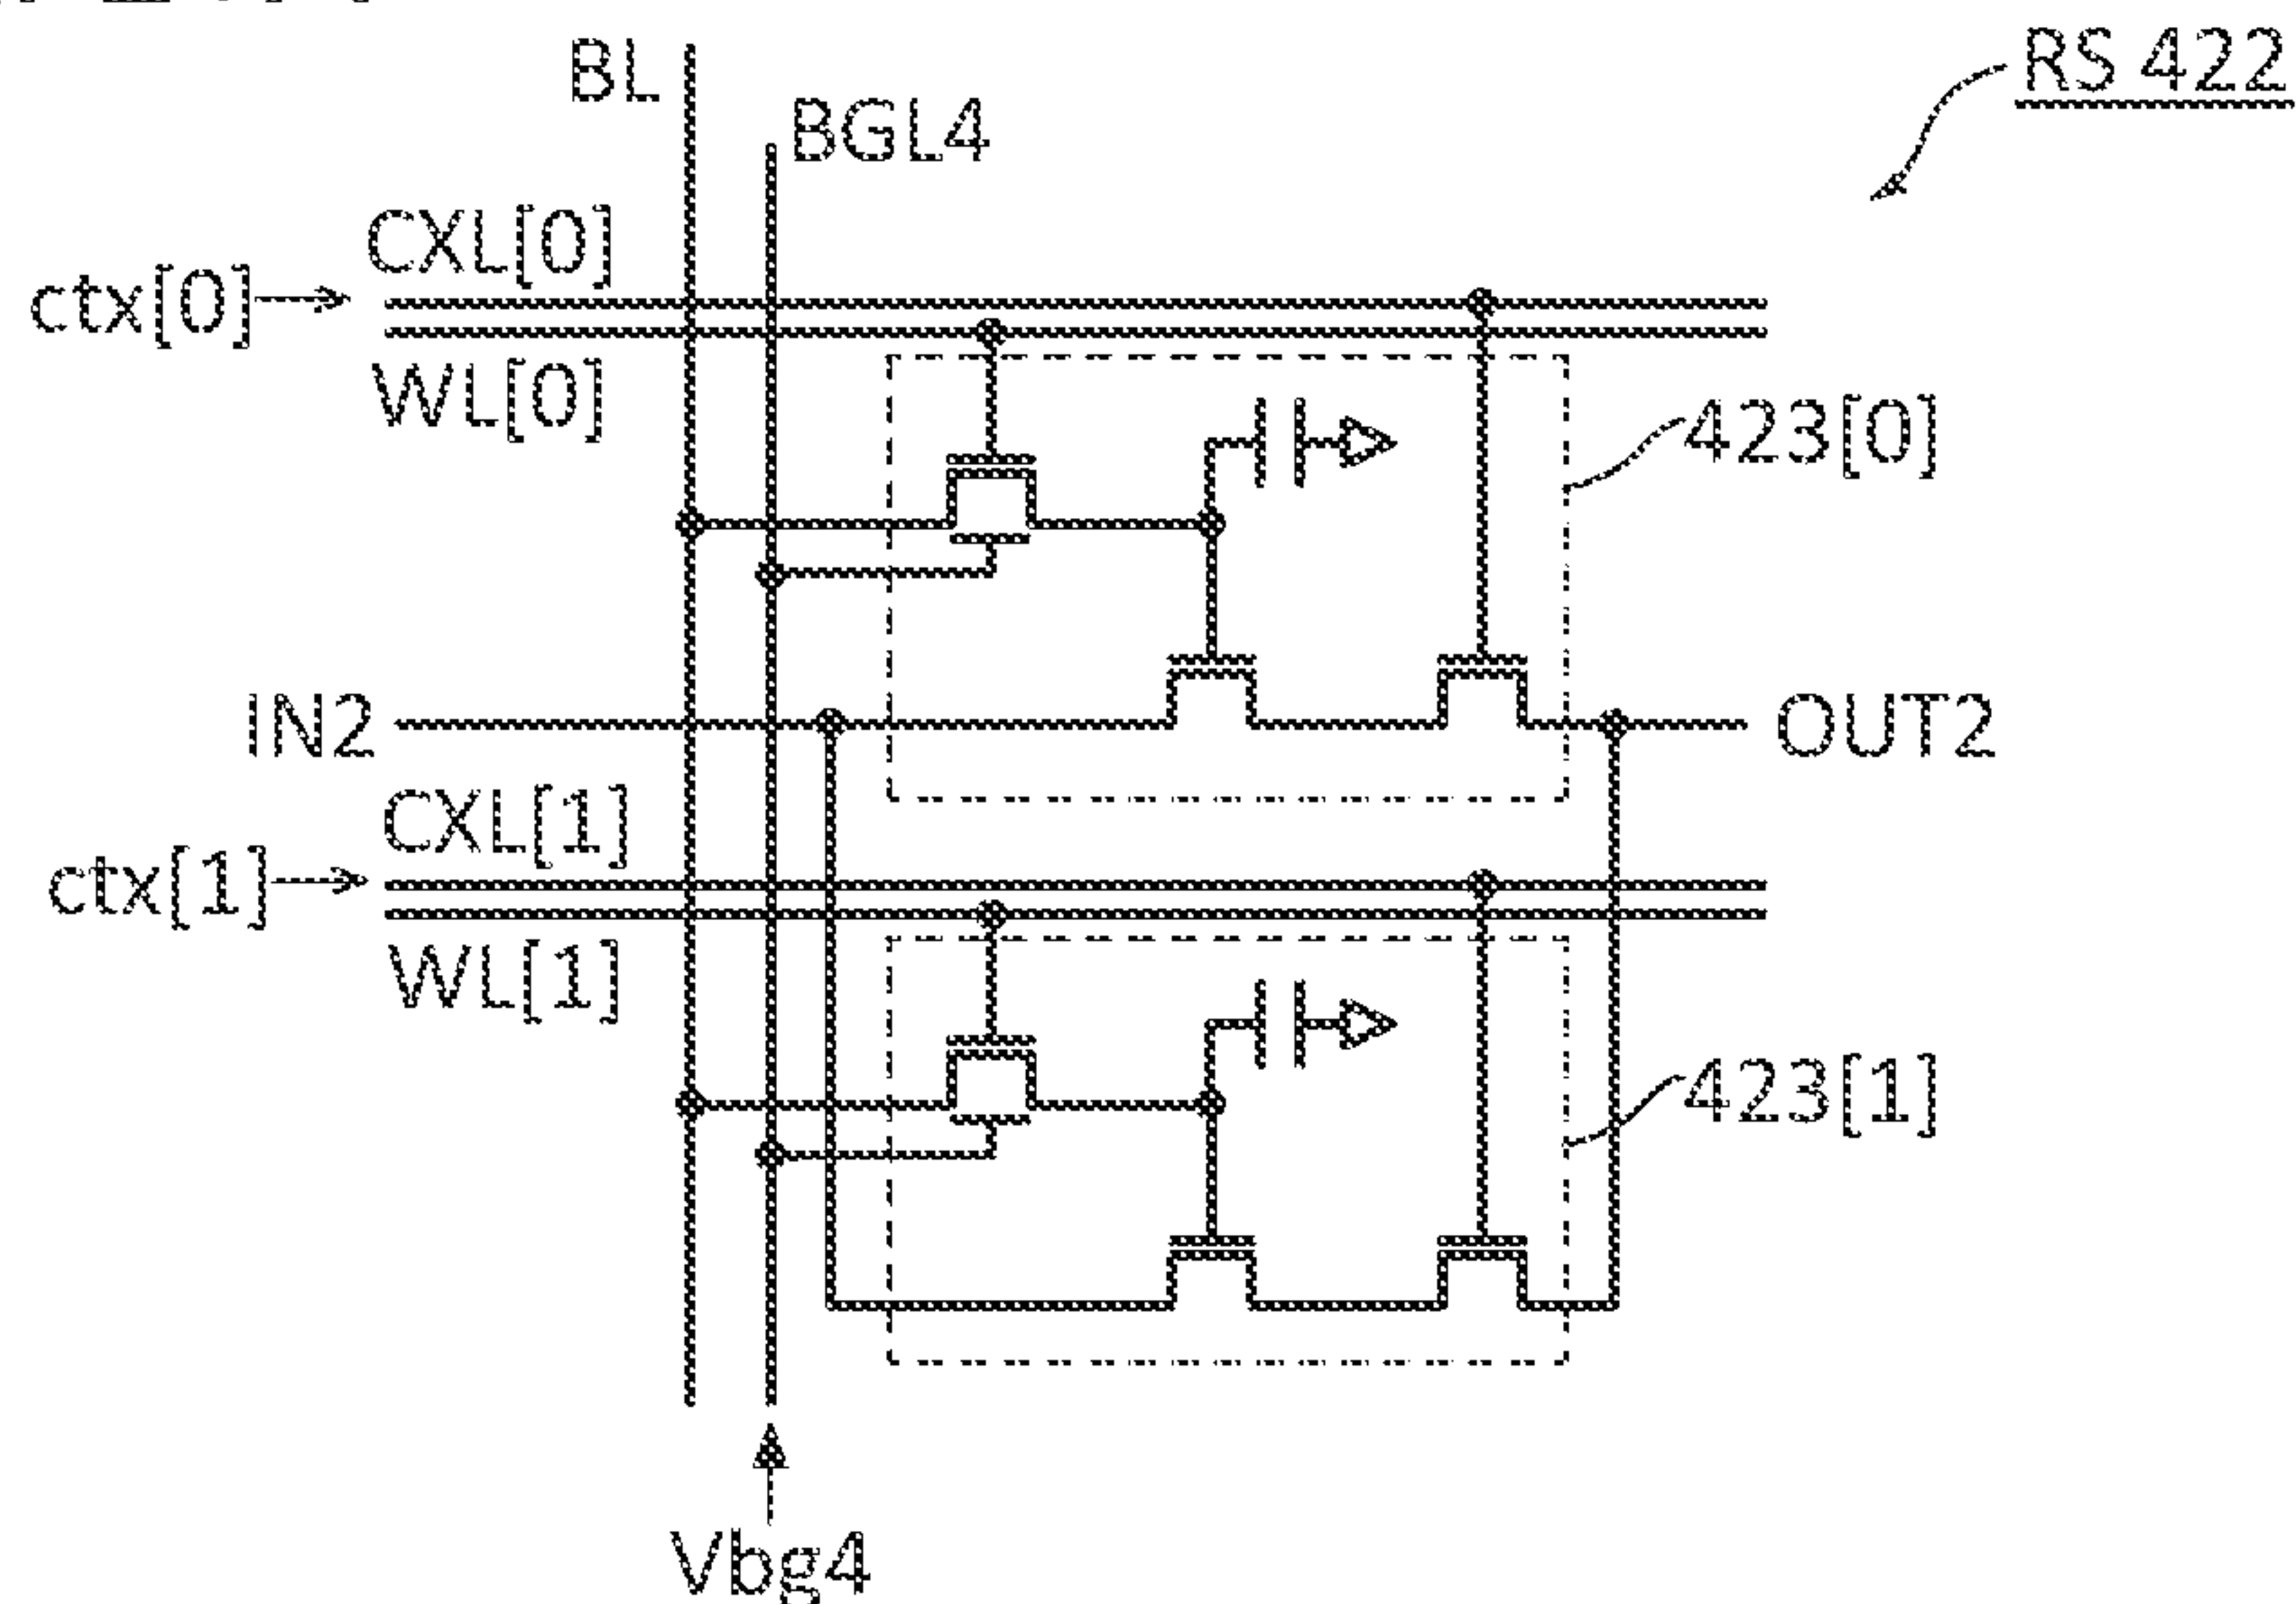 RS 422
BL
BGL4
CXL[0]
ctx[0]
WL[0]
423[0]
IN2
OUT2
CXL[1]
ctx[1]
WL[1]
423[1]
Vbg4